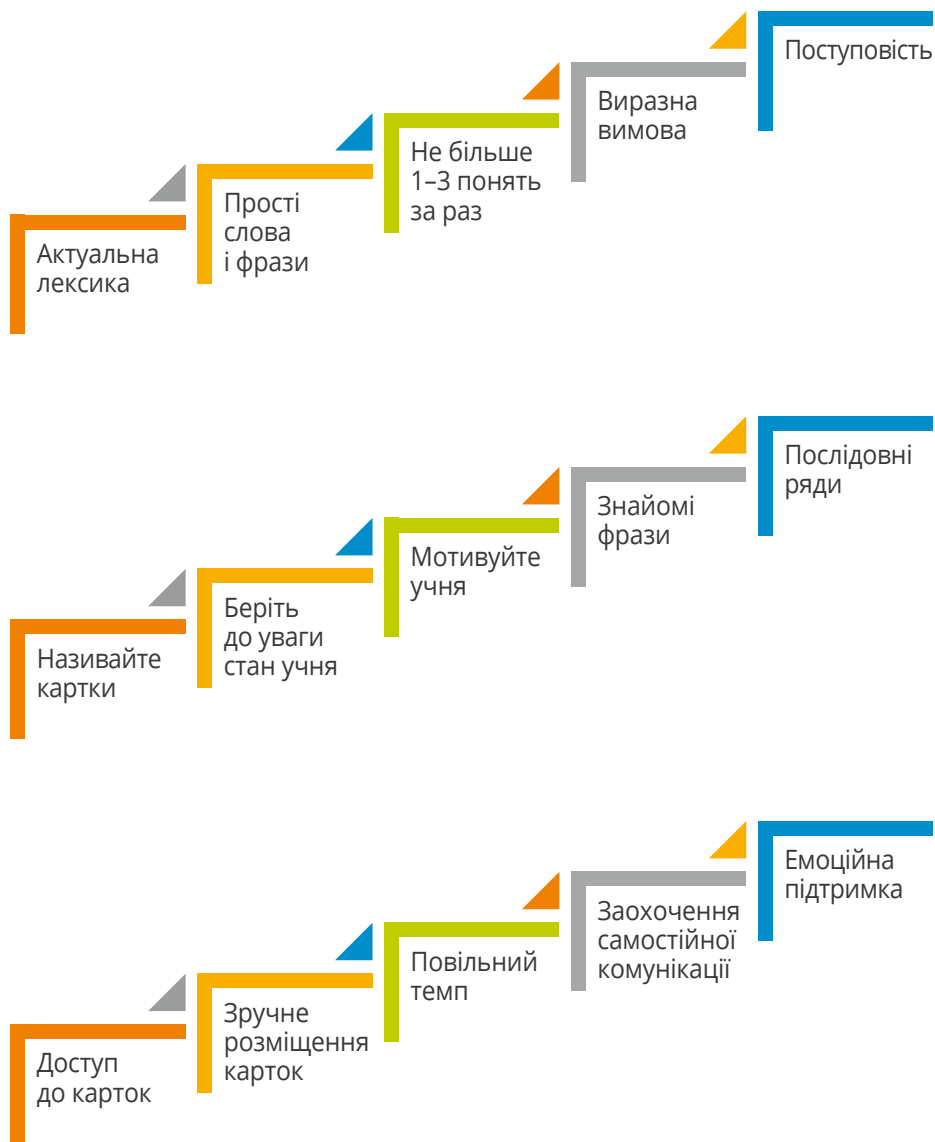 Актуальна
лексика
Прості
слова
і фрази
Не більше
1–3 понять
за раз
Виразна
вимова
Поступовість
Називайте
картки
Беріть
до уваги
стан учня
Мотивуйте
учня
Знайомі
фрази
Послідовні
ряди
Доступ
до карток
Зручне
розміщення
карток
Повільний
темп
Заохочення
самостійної
комунікації
Емоційна
підтримка